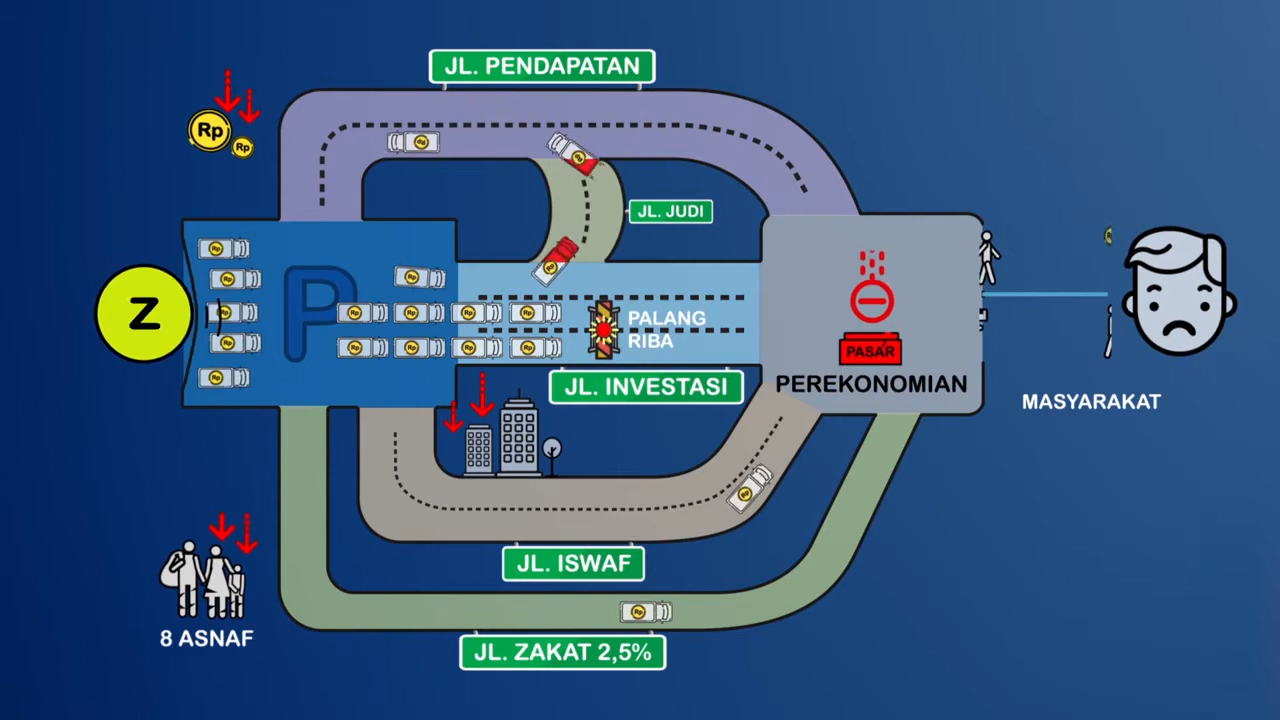 JL. PENDAPATAN
Rp
Rp
JL. JUDI
Z
P
PALANG
RIBA
JL. INVESTASI
PASAR
PEREKONOMIAN
MASYARAKAT
JL. ISWAF
8 ASNAF
JL. ZAKAT 2,5%